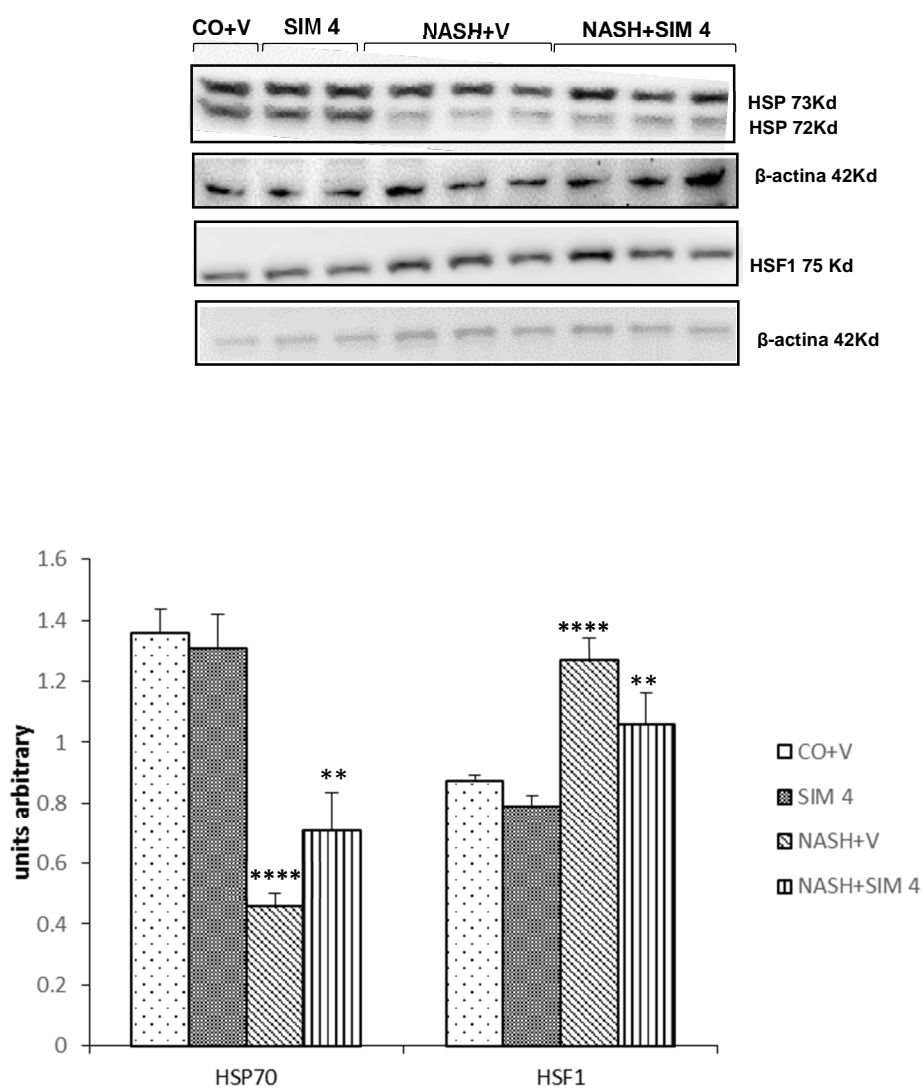 CO+V SIM 4 NASH+V NASH+SIM 4
HSP 73Kd
HSP 72Kd
β-actina 42Kd
HSF1 75 Kd
β-actina 42Kd
units arbitrary
1.6
1.4
1.2
1
0.8
0.6
0.4
0.2
0
****
**
****
**
HSP70 HSF1
CO+V
SIM 4
NASH+V
NASH+SIM 4